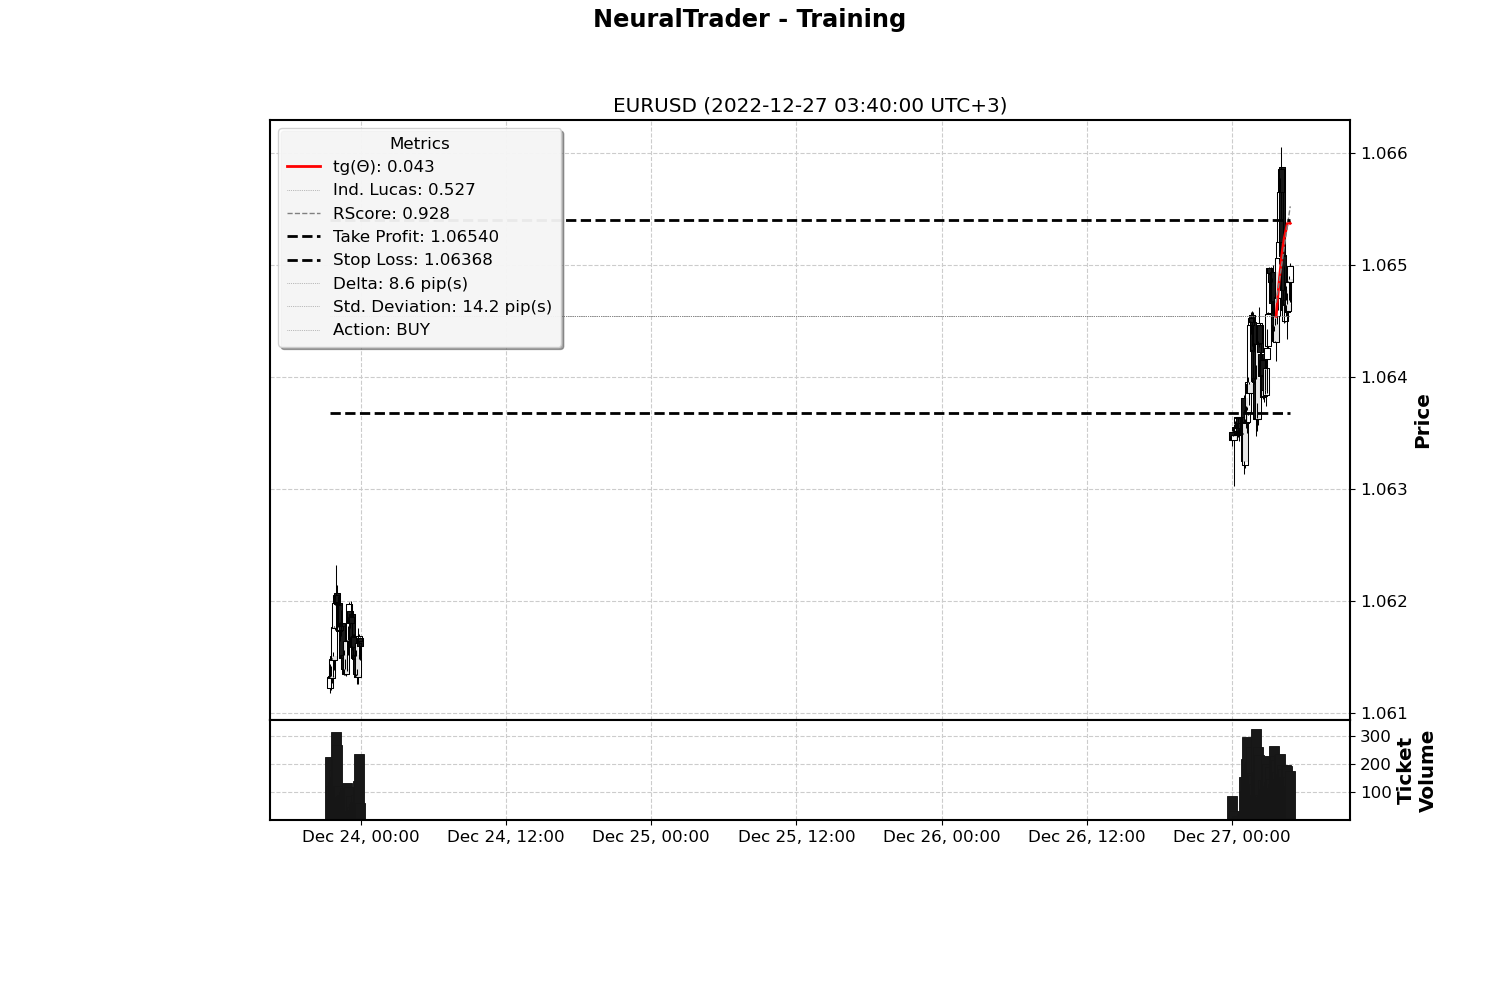 NeuralTrader - Training
EURUSD (2022-12-27 03:40:00 UTC+3)
Metrics
tg(Θ): 0.043
Ind. Lucas: 0.527
RScore: 0.928
Take Profit: 1.06540
Stop Loss: 1.06368
Delta: 8.6 pip(s)
Std. Deviation: 14.2 pip(s)
Action: BUY
1.066
1.065
1.064
1.063
1.062
1.061
Price
300
200
100
Ticket
Volume
Dec 24, 00:00
Dec 24, 12:00
Dec 25, 00:00
Dec 25, 12:00
Dec 26, 00:00
Dec 26, 12:00
Dec 27, 00:00